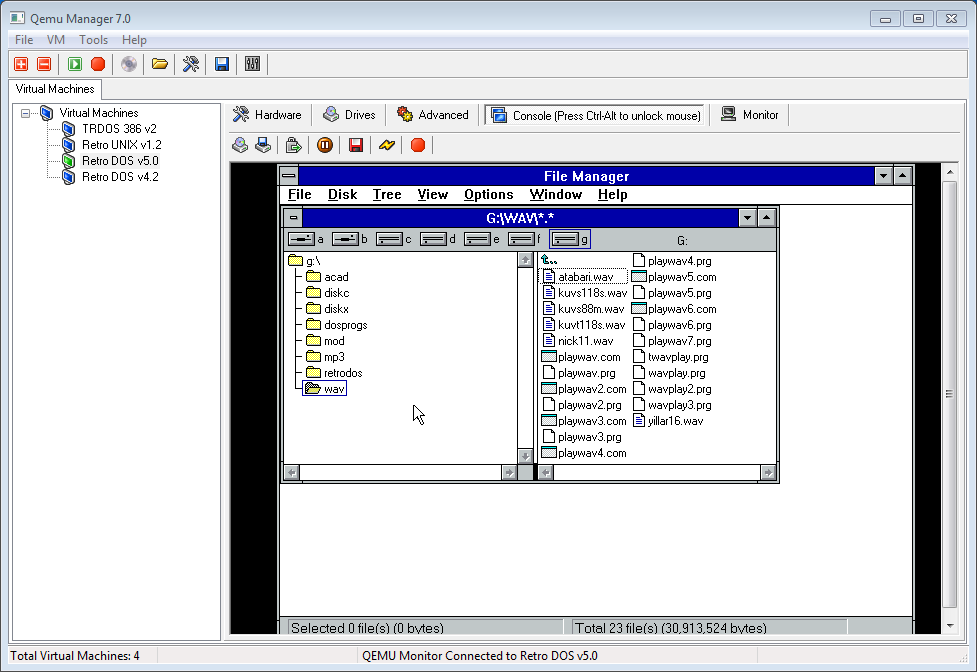 Qemu Manager 7.0
File VM Tools Help
Virtual Machines
Virtual Machines
TRDOS 386 v2
Retro UNIX v1.2
Retro DOS v5.0
Retro DOS v4.2
Hardware Drives Advanced Console (Press Ctrl-Alt to unlock mouse) Monitor
File Manager
File Disk Tree View Options Window Help
G:\WAV\*.*
a b c d e f g G:
g:\
acad
diskc
diskx
dosprogs
mod
mp3
retrodos
wav
..
atabari.wav
kuvs118s.wav
kuvs88m.wav
kuvt118s.wav
nick11.wav
playwav.com
playwav.prg
playwav2.com
playwav2.prg
playwav3.com
playwav3.prg
playwav4.com
playwav4.prg
playwav5.com
playwav5.prg
playwav6.com
playwav6.prg
playwav7.prg
twavplay.prg
wavplay.prg
wavplay2.prg
wavplay3.prg
yillar16.wav
Selected 0 file(s) (0 bytes) Total 23 file(s) (30,913,524 bytes)
Total Virtual Machines: 4 QEMU Monitor Connected to Retro DOS v5.0